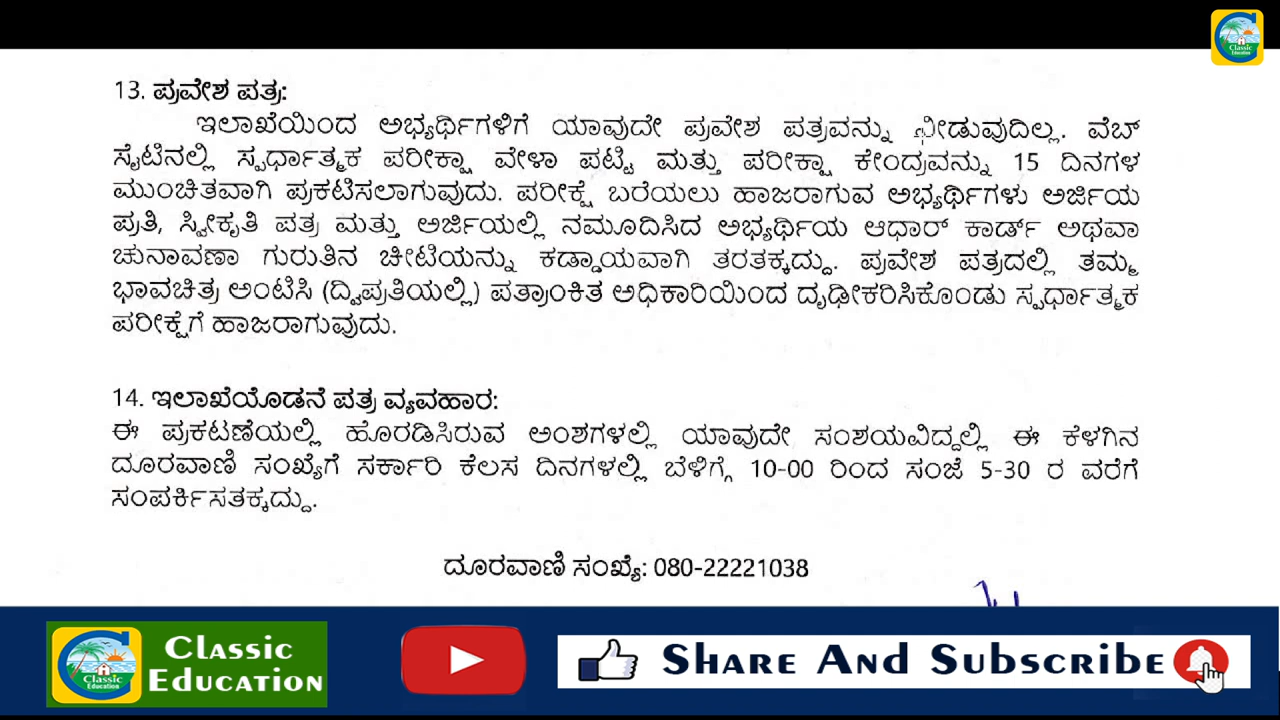 Classic
Education
13. ಪ್ರವೇಶ ಪತ್ರ:
ಇಲಾಖೆಯಿಂದ ಅಭ್ಯರ್ಥಿಗಳಿಗೆ ಯಾವುದೇ ಪ್ರವೇಶ ಪತ್ರವನ್ನು ನೀಡುವುದಿಲ್ಲ. ವೆಬ್
ಸೈಟಿನಲ್ಲಿ ಸ್ಪರ್ಧಾತ್ಮಕ ಪರೀಕ್ಷಾ ವೇಳಾ ಪಟ್ಟಿ ಮತ್ತು ಪರೀಕ್ಷಾ ಕೇಂದ್ರವನ್ನು 15 ದಿನಗಳ
ಮುಂಚಿತವಾಗಿ ಪ್ರಕಟಿಸಲಾಗುವುದು. ಪರೀಕ್ಷೆ ಬರೆಯಲು ಹಾಜರಾಗುವ ಅಭ್ಯರ್ಥಿಗಳು ಅರ್ಜಿಯ
ಪ್ರತಿ, ಸ್ವೀಕೃತಿ ಪತ್ರ ಮತ್ತು ಅರ್ಜಿಯಲ್ಲಿ ನಮೂದಿಸಿದ ಅಭ್ಯರ್ಥಿಯ ಆಧಾರ್ ಕಾರ್ಡ್ ಅಥವಾ
ಚುನಾವಣಾ ಗುರುತಿನ ಚೀಟಿಯನ್ನು ಕಡ್ಡಾಯವಾಗಿ ತರತಕ್ಕದ್ದು. ಪ್ರವೇಶ ಪತ್ರದಲ್ಲಿ ತಮ್ಮ
ಭಾವಚಿತ್ರ ಅಂಟಿಸಿ (ದ್ವಿಪ್ರತಿಯಲ್ಲಿ) ಪತ್ರಾಂಕಿತ ಅಧಿಕಾರಿಯಿಂದ ದೃಢೀಕರಿಸಿಕೊಂಡು ಸ್ಪರ್ಧಾತ್ಮಕ
ಪರೀಕ್ಷೆಗೆ ಹಾಜರಾಗುವುದು.
14. ಇಲಾಖೆಯೊಡನೆ ಪತ್ರ ವ್ಯವಹಾರ:
ಈ ಪ್ರಕಟಣೆಯಲ್ಲಿ ಹೊರಡಿಸಿರುವ ಅಂಶಗಳಲ್ಲಿ ಯಾವುದೇ ಸಂಶಯವಿದ್ದಲ್ಲಿ ಈ ಕೆಳಗಿನ
ದೂರವಾಣಿ ಸಂಖ್ಯೆಗೆ ಸರ್ಕಾರಿ ಕೆಲಸ ದಿನಗಳಲ್ಲಿ ಬೆಳಿಗ್ಗೆ 10-00 ರಿಂದ ಸಂಜೆ 5-30 ರ ವರೆಗೆ
ಸಂಪರ್ಕಿಸತಕ್ಕದ್ದು.
ದೂರವಾಣಿ ಸಂಖ್ಯೆ: 080-22221038
Classic
Education
Classic
Education
Share And Subscribe